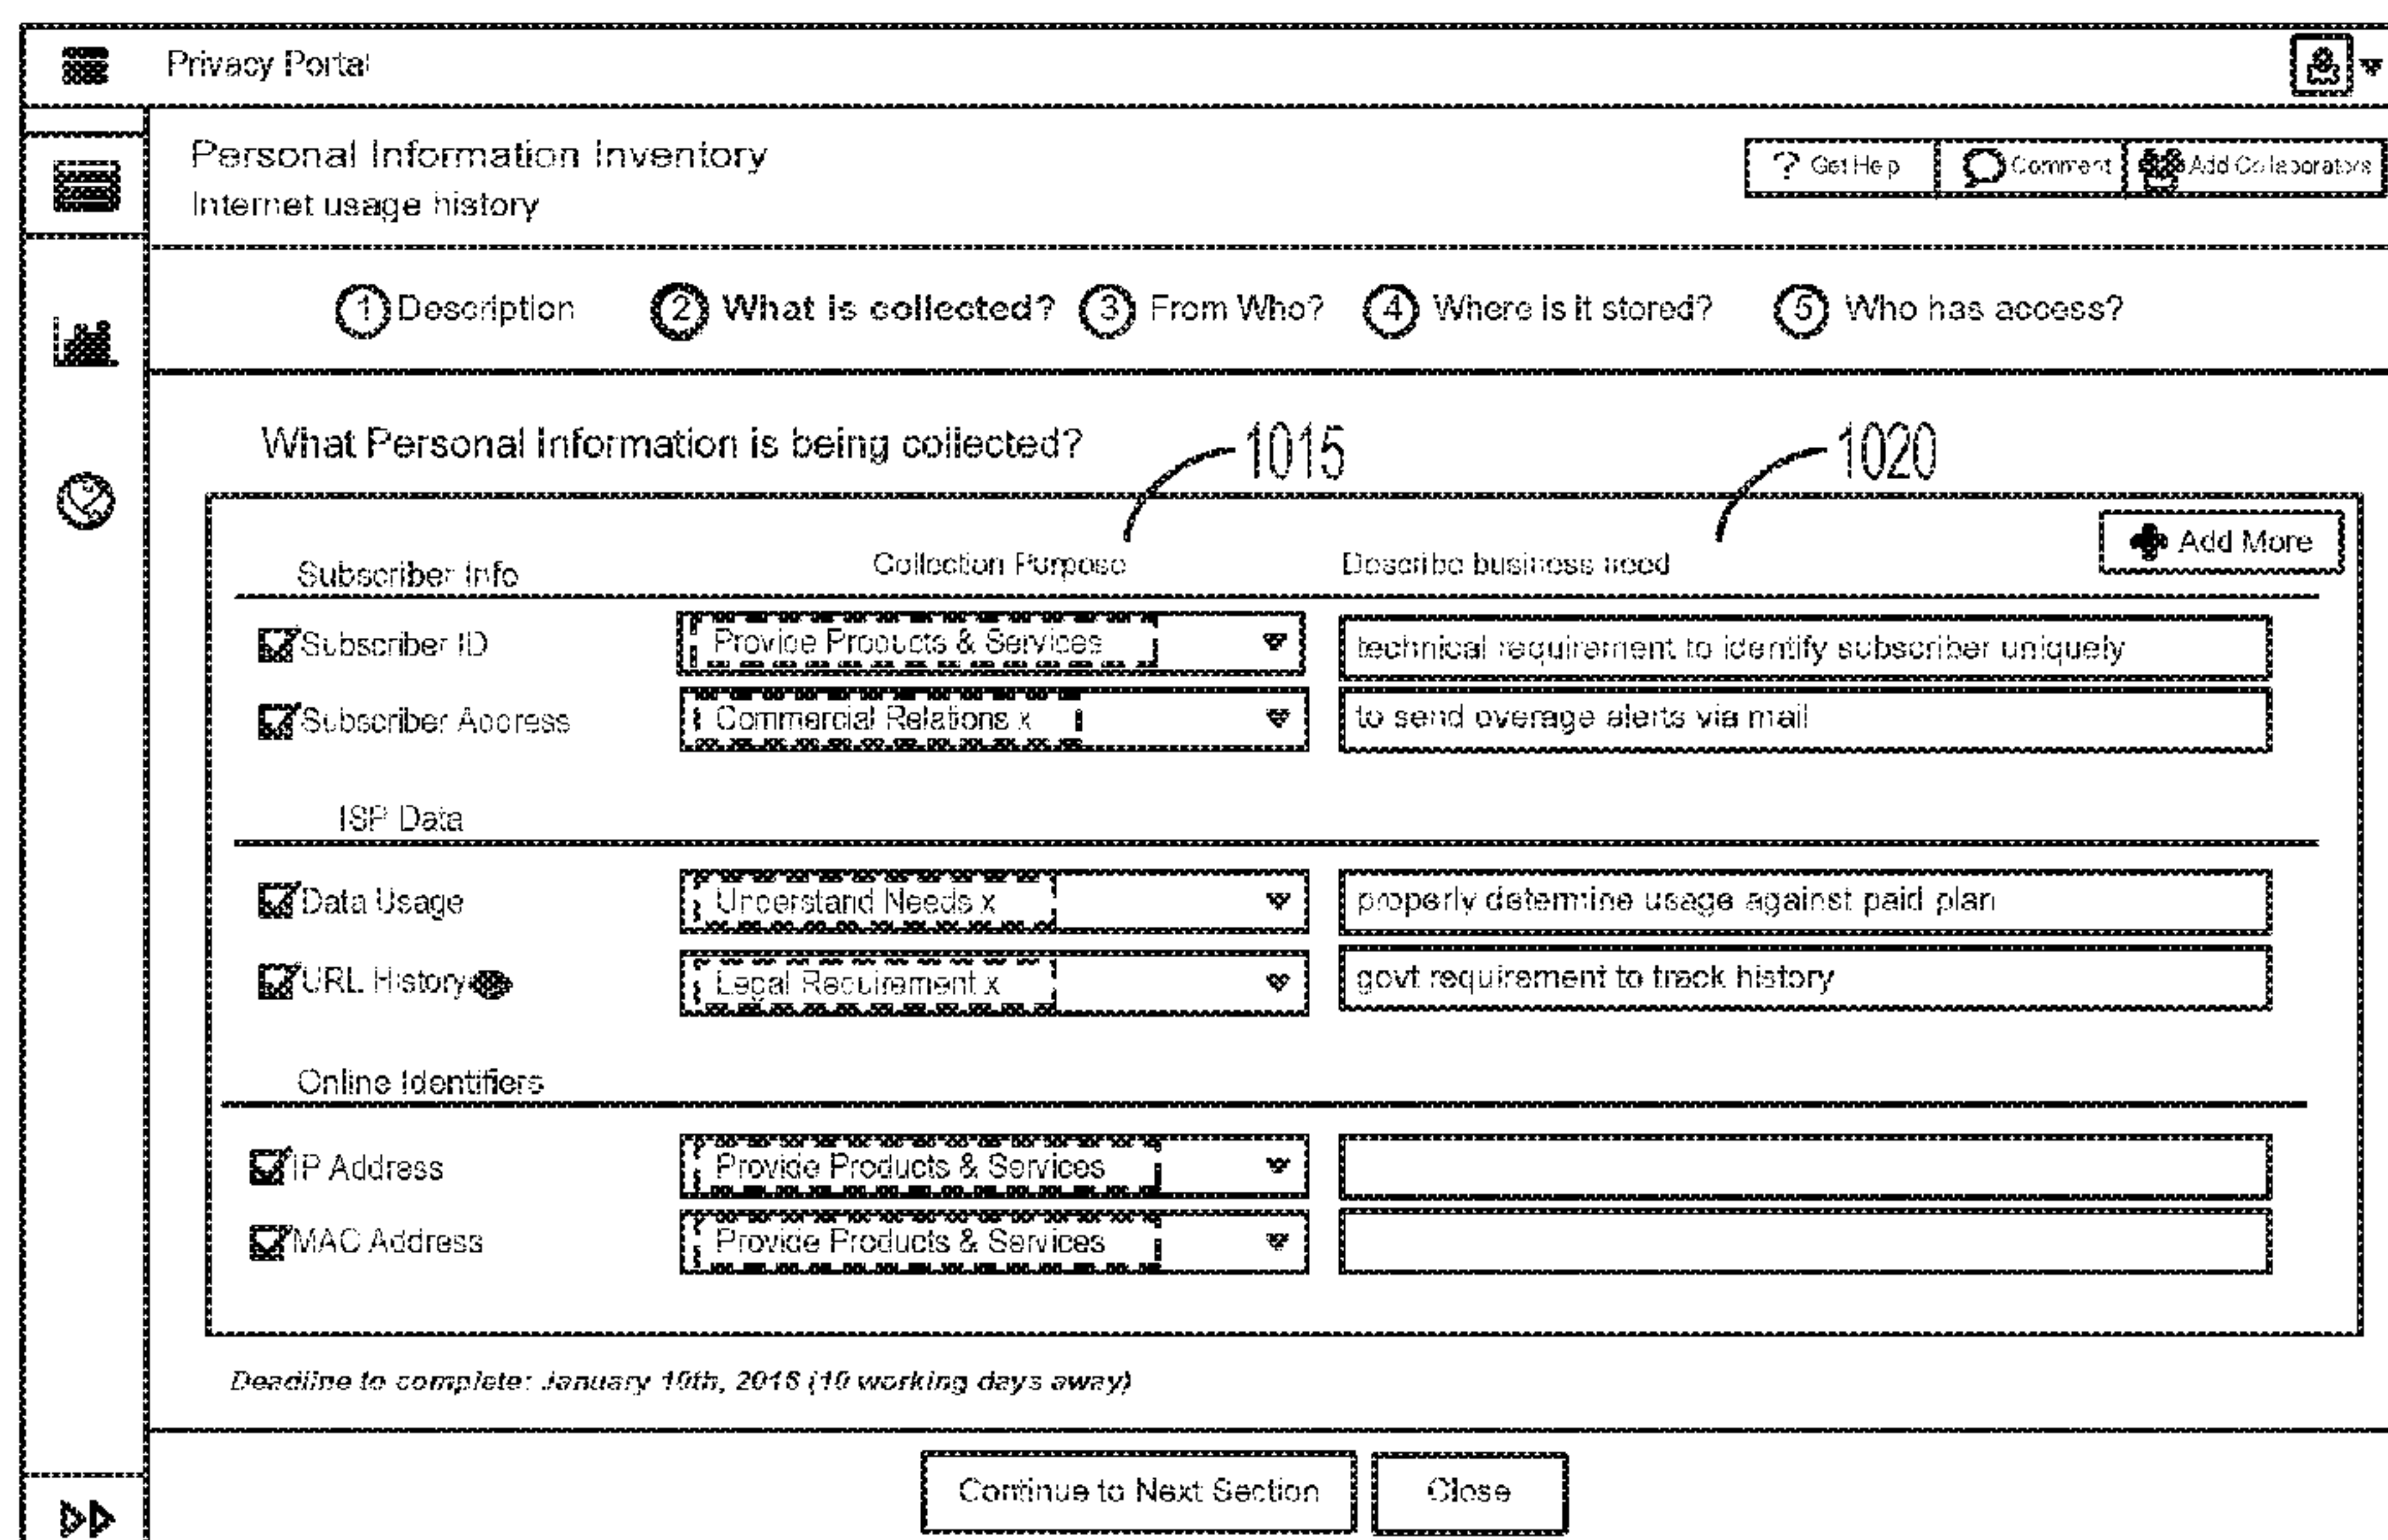 Privacy Portal
Personal Information Inventory
Internet usage history
? Get Help Comment Add Collaborators
1 Description 2 What is collected? 3 From Who? 4 Where is it stored? 5 Who has access?
What Personal Information is being collected? 1015 1020
Subscriber Info Collection Purpose Describe business need Add More
Subscriber ID Provide Products & Services technical requirement to identify subscriber uniquely
Subscriber Address Commercial Relations x to send overage alerts via mail
ISP Data
Data Usage Understand Needs x properly determine usage against paid plan
URL History Legal Requirement x govt requirement to track history
Online Identifiers
IP Address Provide Products & Services
MAC Address Provide Products & Services
Deadline to complete: January 10th, 2016 (10 working days away)
Continue to Next Section Close